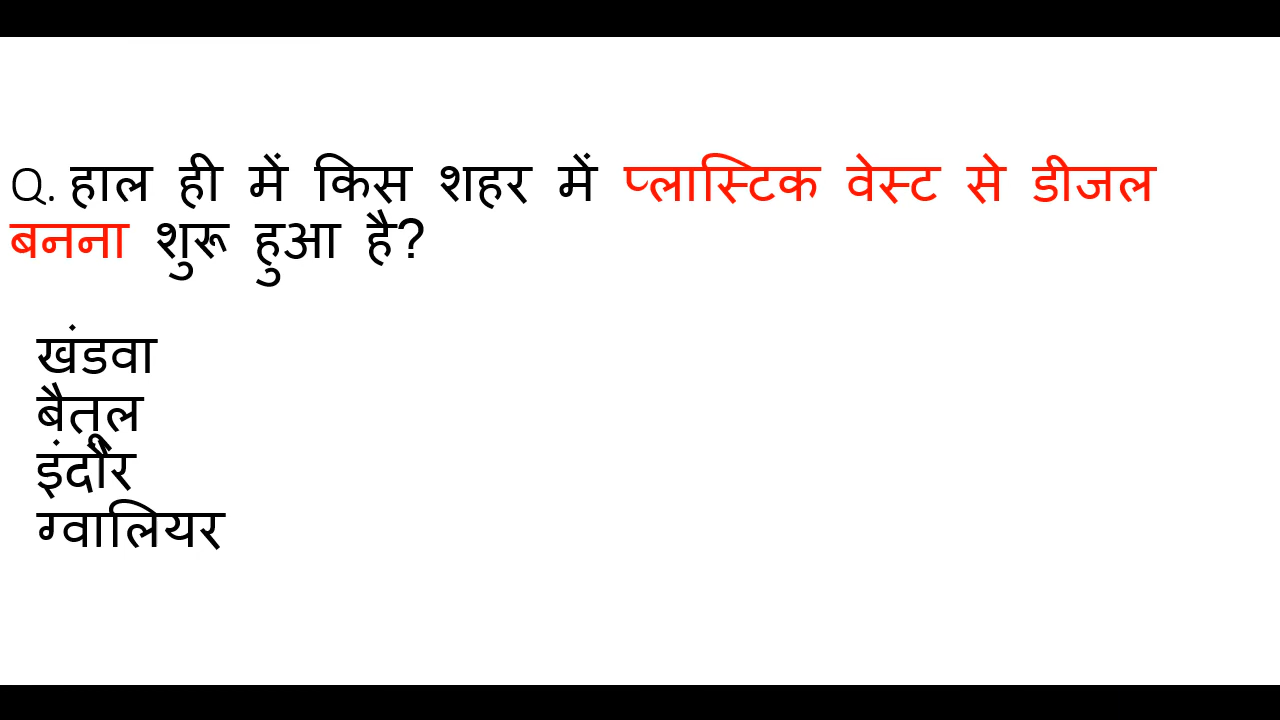 Q. हाल ही में किस शहर में प्लास्टिक वेस्ट से डीजल
बनना शुरू हुआ है?
खंडवा
बैतूल
इंदौर
ग्वालियर